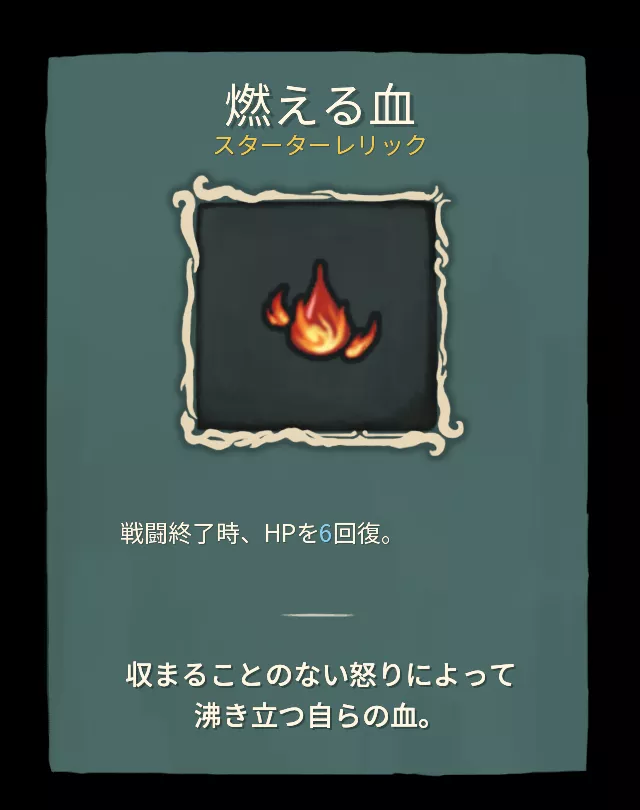 燃える血
スターターレリック
戦闘終了時、HPを6回復。
収まることのない怒りによって
沸き立つ自らの血。